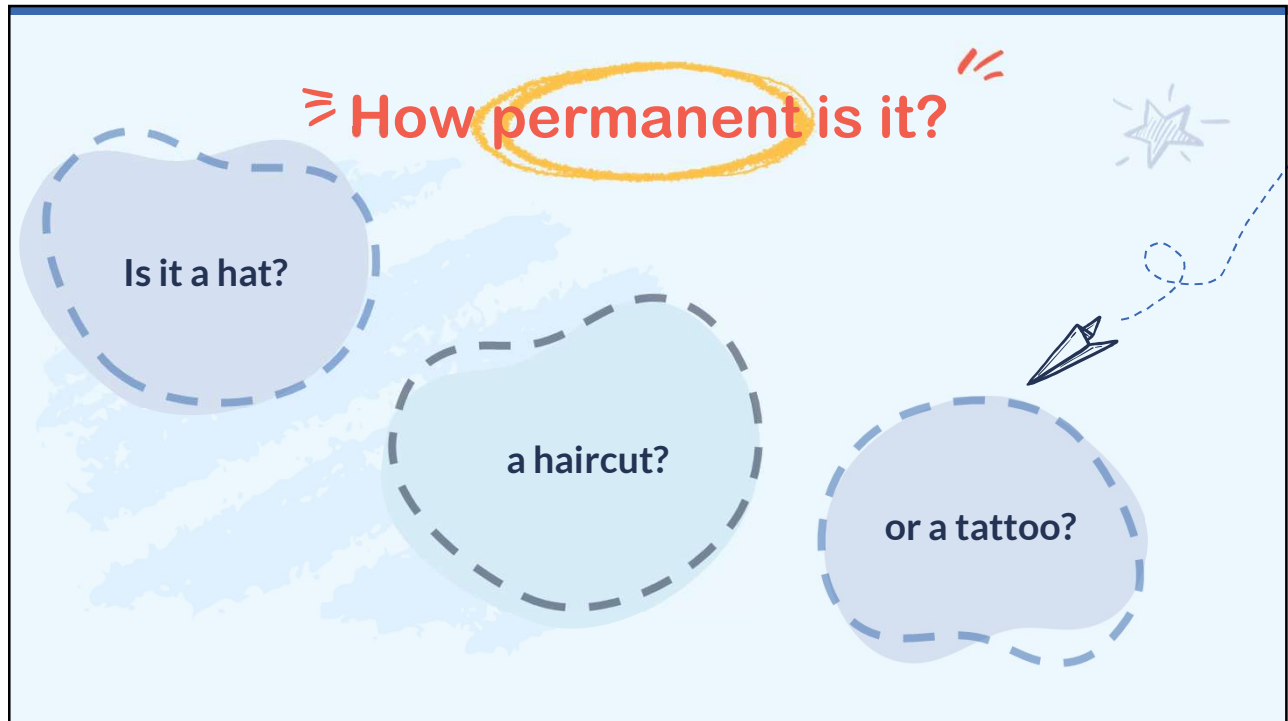 How permanent is it?
Is it a hat?
a haircut?
or a tattoo?